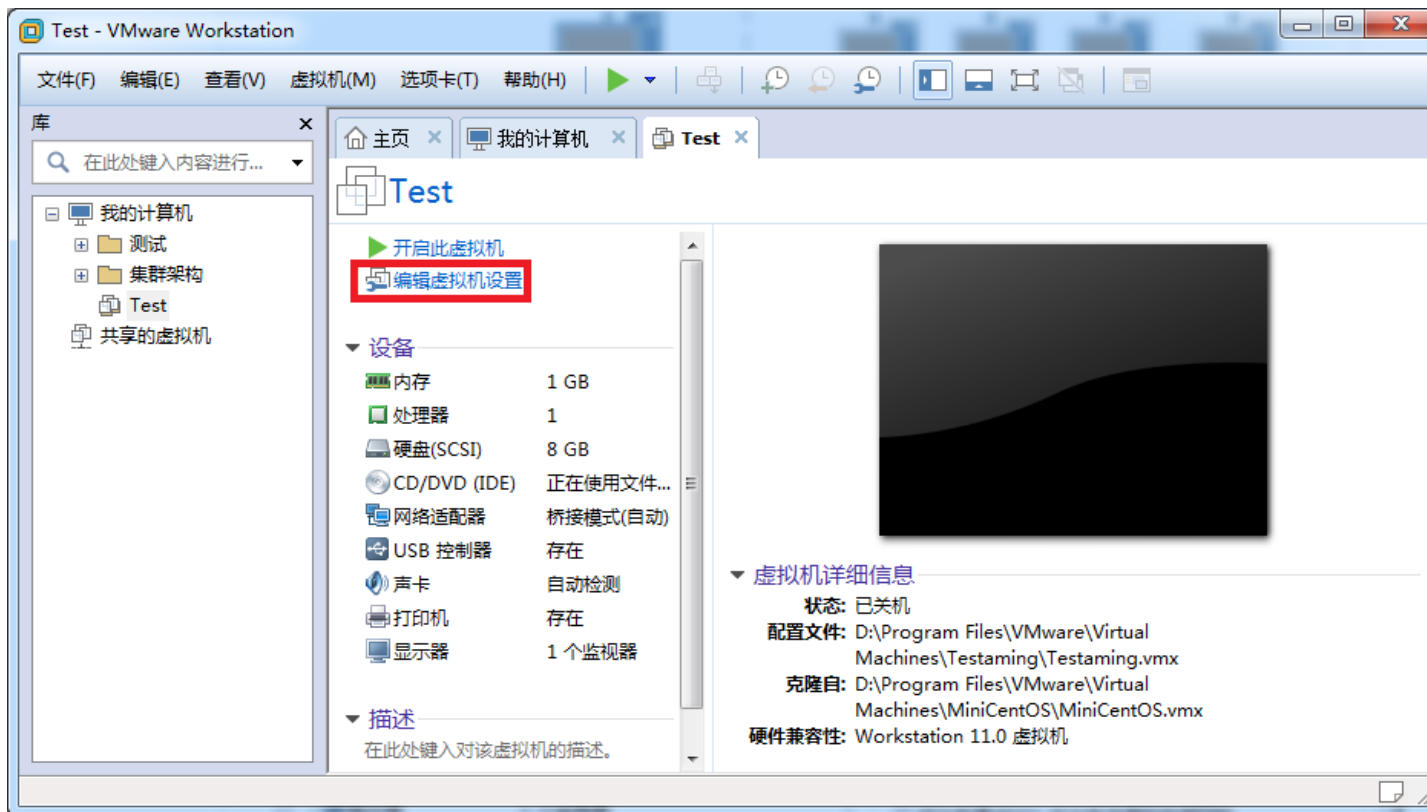 Test - VMware Workstation
文件(F) 编辑(E) 查看(V) 虚拟机(M) 选项卡(T) 帮助(H)
库
在此处键入内容进行...
我的计算机
测试
集群架构
Test
共享的虚拟机
主页 我的计算机 Test
Test
开启此虚拟机
编辑虚拟机设置
设备
内存 1 GB
处理器 1
硬盘(SCSI) 8 GB
CD/DVD (IDE) 正在使用文件...
网络适配器 桥接模式(自动)
USB 控制器 存在
声卡 自动检测
打印机 存在
显示器 1 个监视器
描述
在此处键入对该虚拟机的描述。
虚拟机详细信息
状态: 已关机
配置文件: D:\Program Files\VMware\Virtual
Machines\Testaming\Testaming.vmx
克隆自: D:\Program Files\VMware\Virtual
Machines\MiniCentOS\MiniCentOS.vmx
硬件兼容性: Workstation 11.0 虚拟机